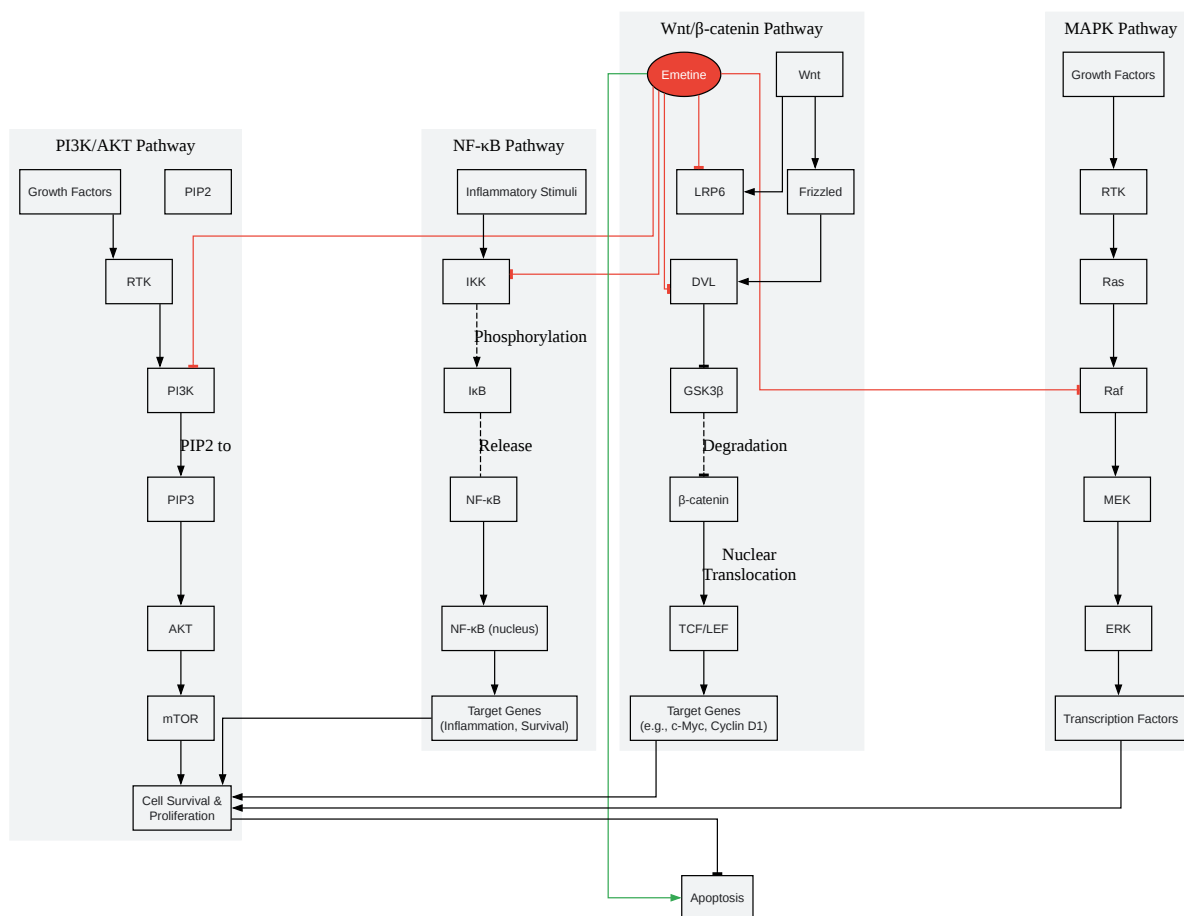 Wnt/β-catenin Pathway
MAPK Pathway
Emetine
Wnt
Growth Factors
PI3K/AKT Pathway
NF-κB Pathway
Growth Factors
PIP2
Inflammatory Stimuli
LRP6
Frizzled
RTK
RTK
IKK
DVL
Ras
Phosphorylation
PI3K
IκB
GSK3β
Raf
PIP2 to
Release
Degradation
PIP3
NF-κB
β-catenin
MEK
Nuclear
Translocation
AKT
NF-κB (nucleus)
TCF/LEF
ERK
mTOR
Target Genes
(Inflammation, Survival)
Target Genes
(e.g., c-Myc, Cyclin D1)
Transcription Factors
Cell Survival &
Proliferation
Apoptosis